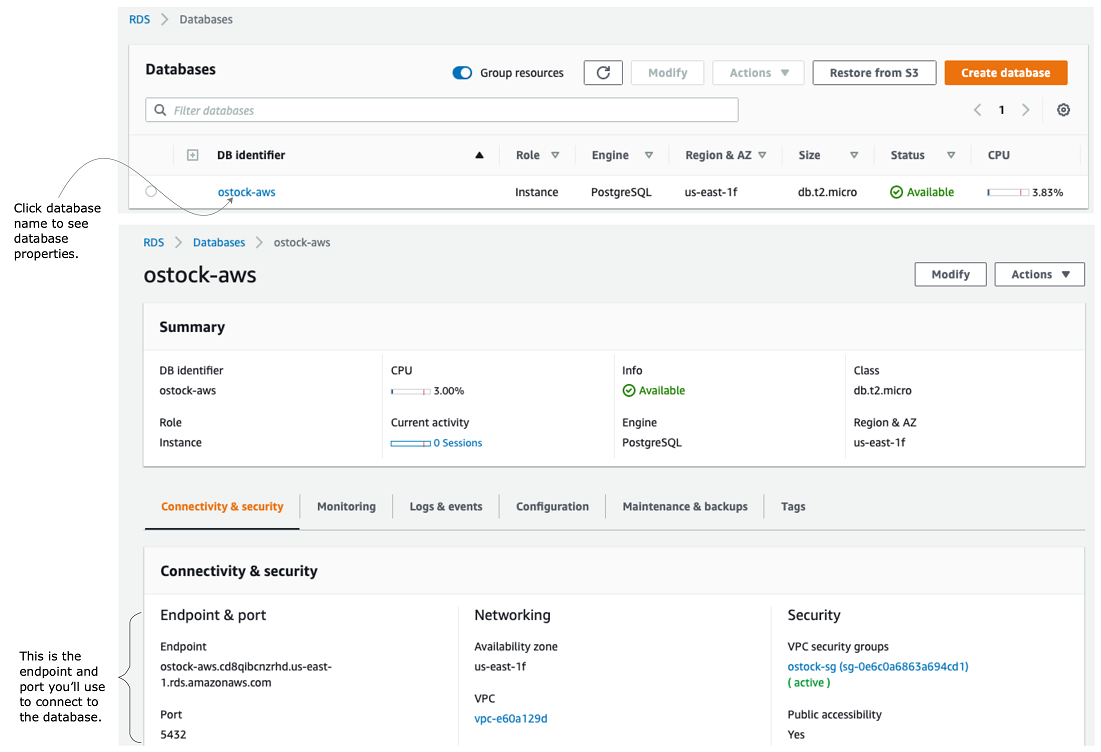 RDS > Databases
Databases
Group resources
Modify
Actions
Restore from S3
Create database
Filter databases
1
DB identifier Role Engine Region & AZ Size Status CPU
ostock-aws Instance PostgreSQL us-east-1f db.t2.micro Available 3.83%
Click database
name to see
database
properties.
RDS > Databases > ostock-aws
ostock-aws
Modify
Actions
Summary
DB identifier CPU Info Class
ostock-aws 3.00% Available db.t2.micro
Role Current activity Engine Region & AZ
Instance 0 Sessions PostgreSQL us-east-1f
Connectivity & security Monitoring Logs & events Configuration Maintenance & backups Tags
Connectivity & security
Endpoint & port
Endpoint
ostock-aws.cd8qibcnzrhd.us-east-
1.rds.amazonaws.com
Port
5432
Networking
Availability zone
us-east-1f
VPC
vpc-e60a129d
Security
VPC security groups
ostock-sg (sg-0e6c0a6863a694cd1)
( active )
Public accessibility
Yes
This is the
endpoint and
port you’ll use
to connect to
the database.